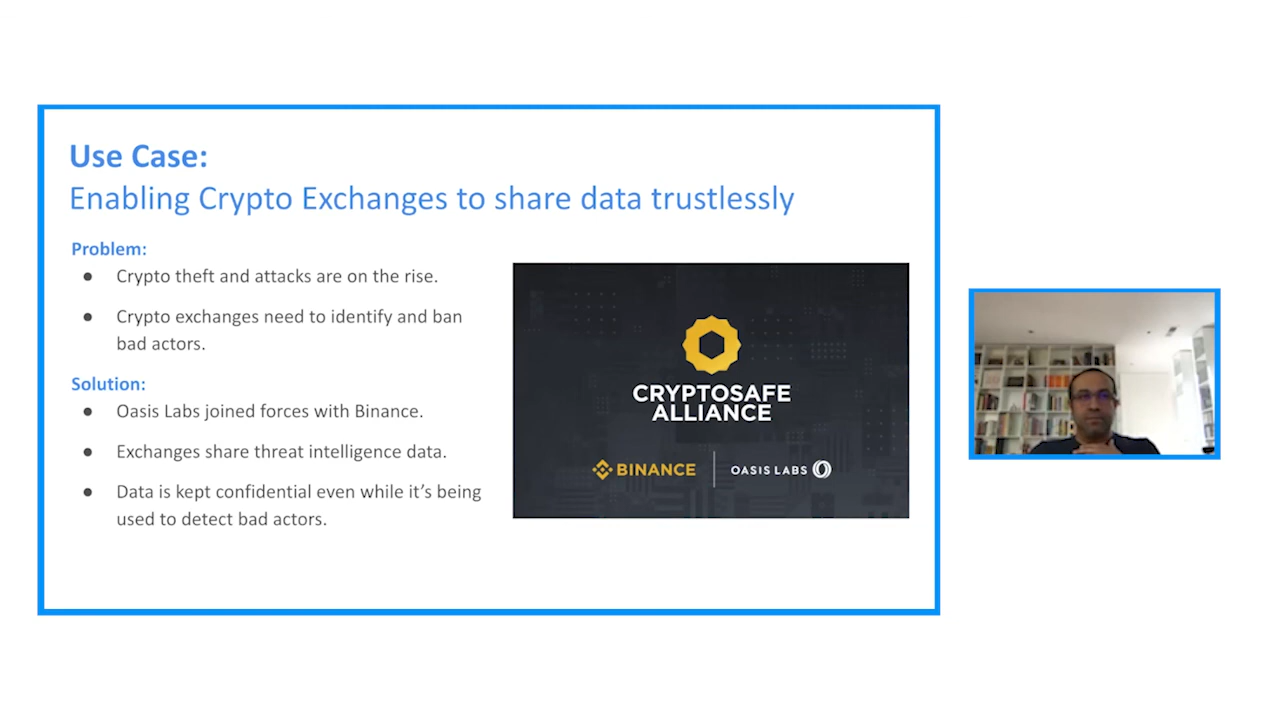 Use Case:
Enabling Crypto Exchanges to share data trustlessly
Problem:
● Crypto theft and attacks are on the rise.
● Crypto exchanges need to identify and ban
bad actors.
Solution:
● Oasis Labs joined forces with Binance.
● Exchanges share threat intelligence data.
● Data is kept confidential even while it’s being
used to detect bad actors.
CRYPTOSAFE
ALLIANCE
BINANCE | OASIS LABS